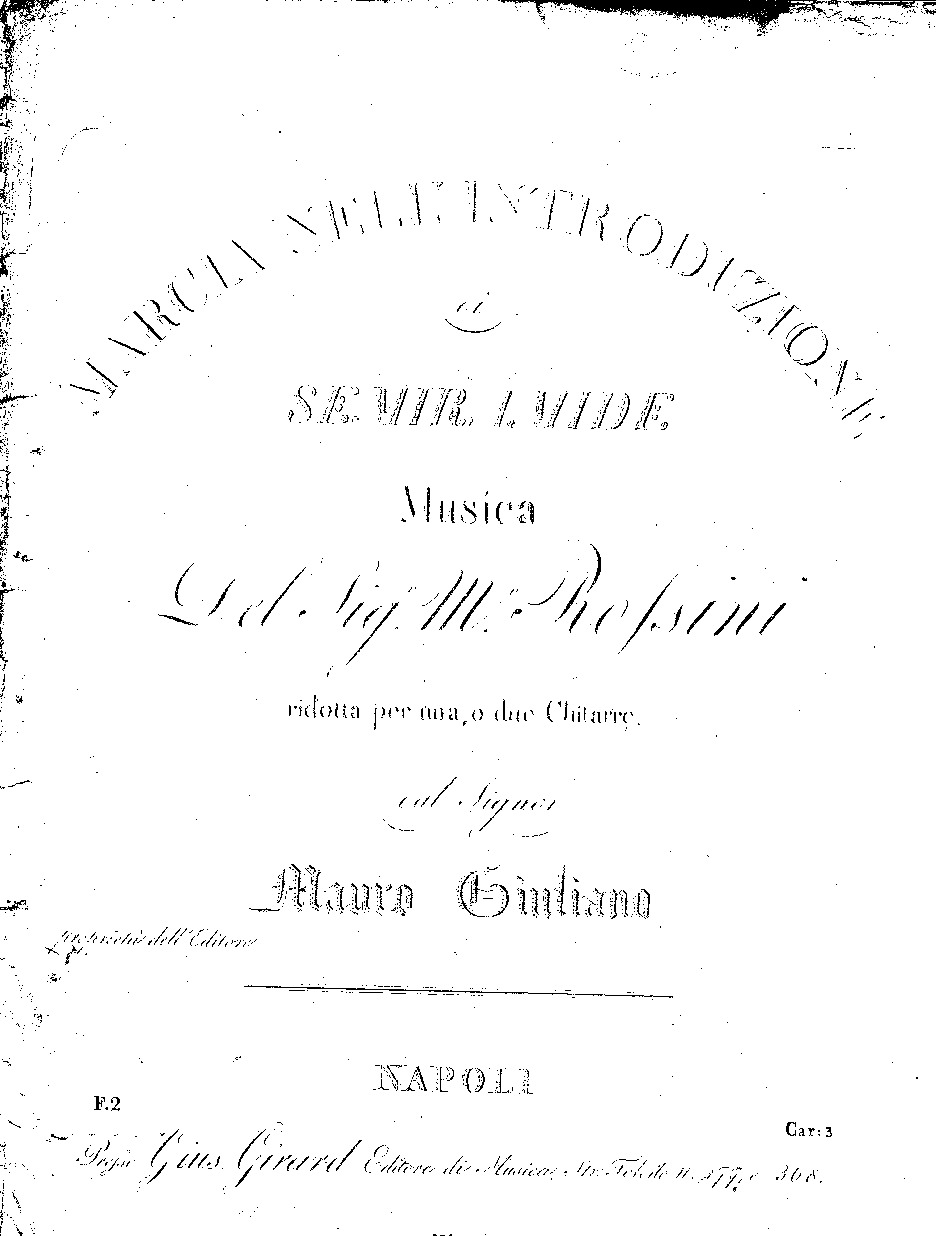 MARCIA NELL' INTRODUZIONE
di
SEMIRAMIDE
Musica
Del Sig.r M.o Rossini
ridotta per una, o due Chitarre.
dal Signor
Mauro Giuliano
proprietà dell'Editore
NAPOLI
F.2
Car: 3
Presso Gius. Girard Editore di Musica, Str. Toledo n. 177, e 368.